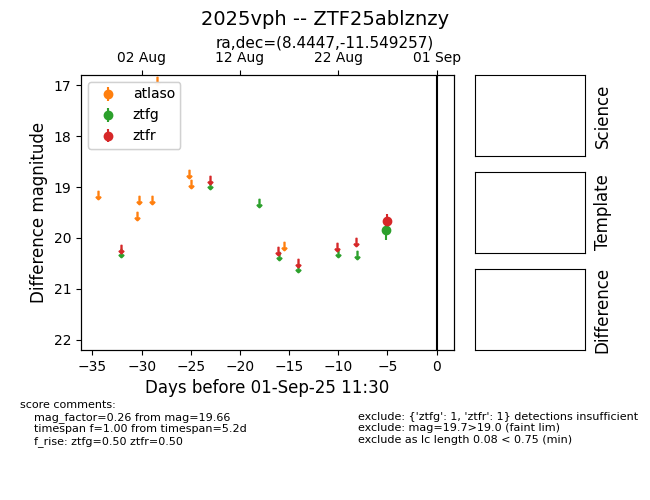 2025vph -- ZTF25ablznzy
ra,dec=(8.4447,-11.549257)
02 Aug 12 Aug 22 Aug 01 Sep
17
18
19
20
21
22
Difference magnitude
atlaso
ztfg
ztfr
−35 −30 −25 −20 −15 −10 −5 0
Days before 01-Sep-25 11:30
Science
Template
Difference
score comments:
mag_factor=0.26 from mag=19.66
timespan f=1.00 from timespan=5.2d
f_rise: ztfg=0.50 ztfr=0.50
exclude: {'ztfg': 1, 'ztfr': 1} detections insufficient
exclude: mag=19.7>19.0 (faint lim)
exclude as lc length 0.08 < 0.75 (min)